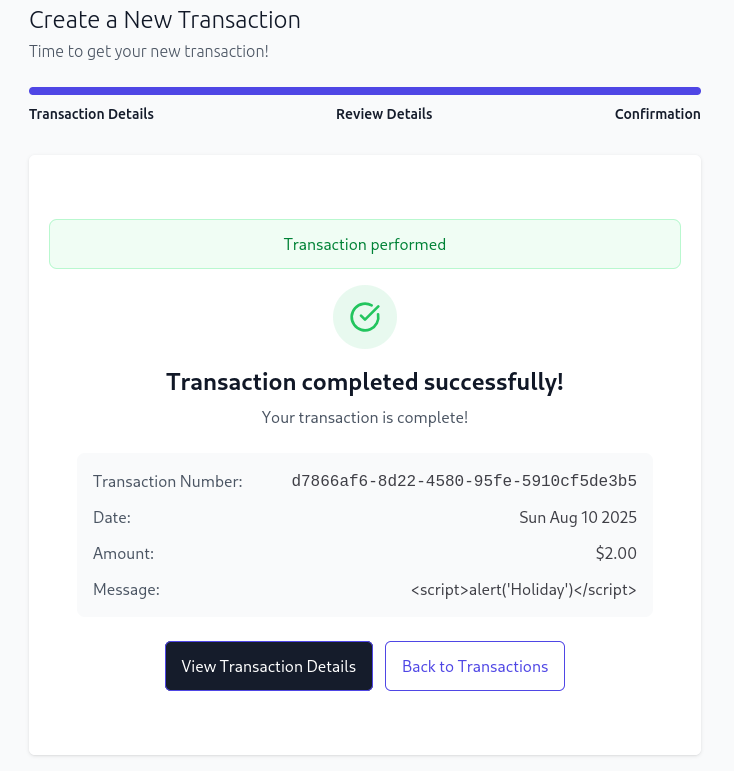 Create a New Transaction
Time to get your new transaction!
Transaction Details Review Details Confirmation
Transaction performed
Transaction completed successfully!
Your transaction is complete!
Transaction Number: d7866af6-8d22-4580-95fe-5910cf5de3b5
Date: Sun Aug 10 2025
Amount: $2.00
Message: <script>alert('Holiday')</script>
View Transaction Details Back to Transactions